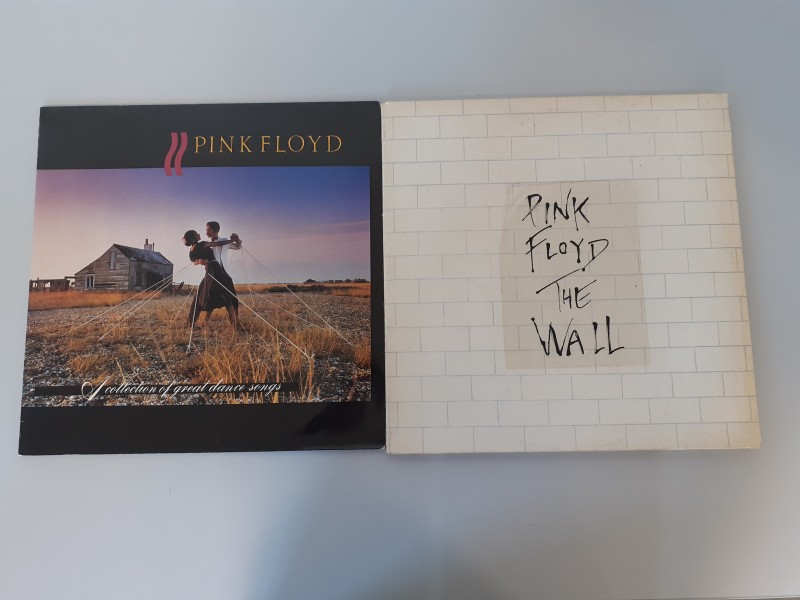 PINK FLOYD
A collection of great dance songs
PINK
FLOYD
THE
WALL